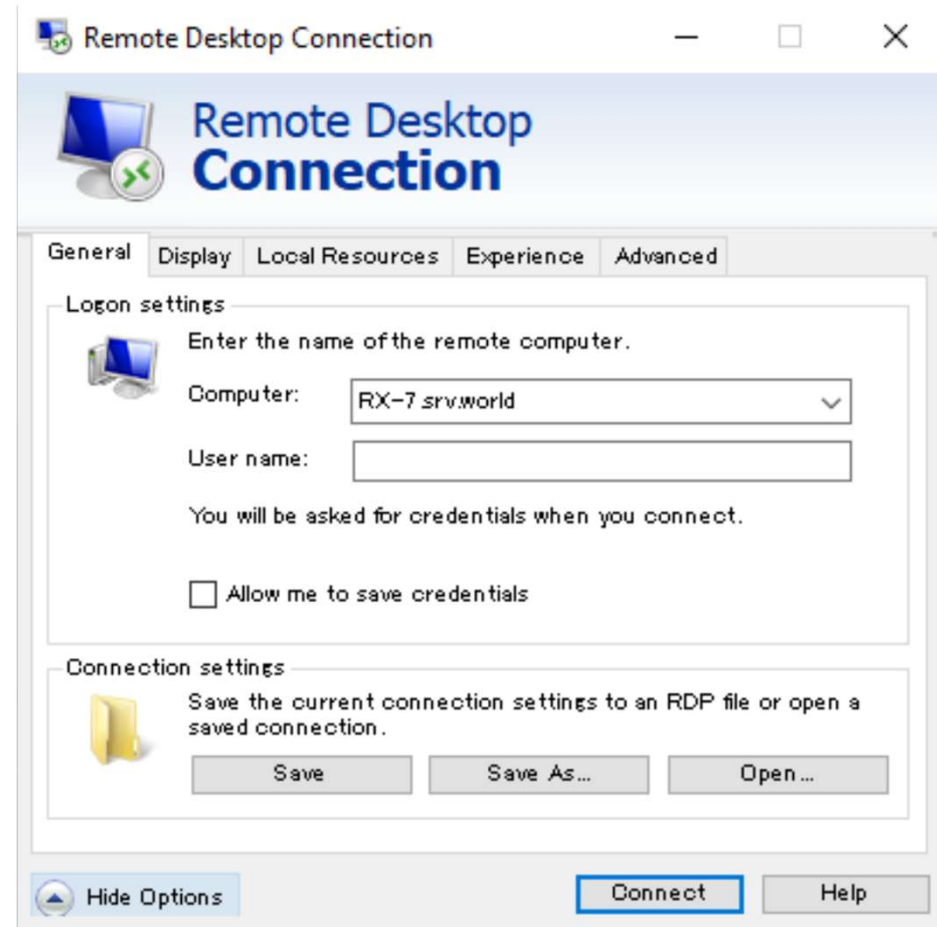 Remote Desktop Connection
Remote Desktop
Connection
General Display Local Resources Experience Advanced
Logon settings
Enter the name of the remote computer.
Computer: RX-7.srv.world
User name:
You will be asked for credentials when you connect.
Allow me to save credentials
Connection settings
Save the current connection settings to an RDP file or open a
saved connection.
Save Save As... Open...
Hide Options Connect Help